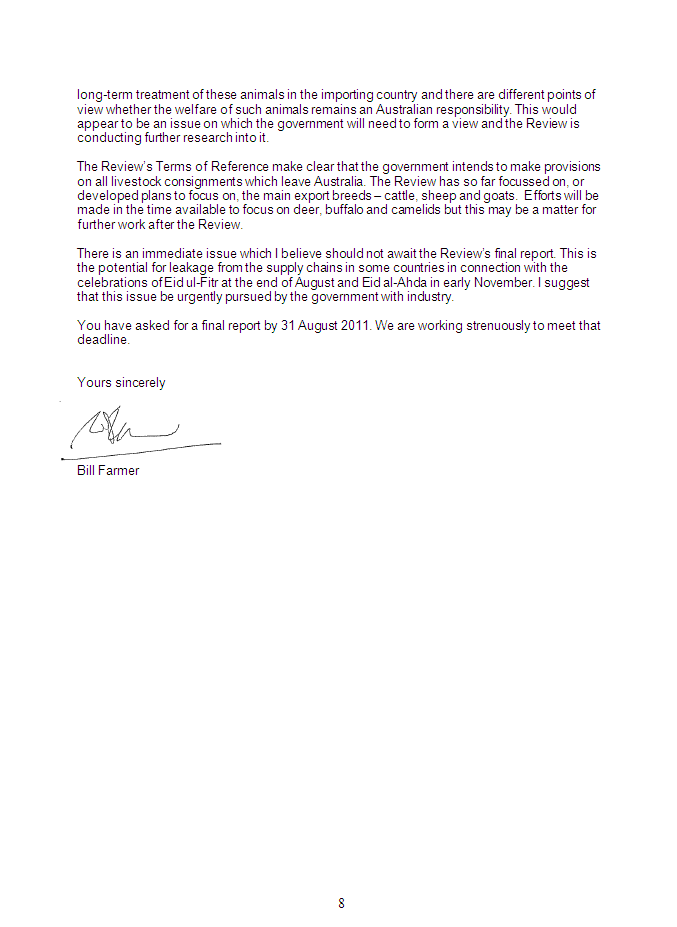 long-term treatment of these animals in the importing country and there are different points of
view whether the welfare of such animals remains an Australian responsibility. This would
appear to be an issue on which the government will need to form a view and the Review is
conducting further research into it.
The Review's Terms of Reference make clear that the government intends to make provisions
on all livestock consignments which leave Australia. The Review has so far focussed on, or
developed plans to focus on, the main export breeds – cattle, sheep and goats.  Efforts will be
made in the time available to focus on deer, buffalo and camelids but this may be a matter for
further work after the Review.
There is an immediate issue which I believe should not await the Review's final report. This is
the potential for leakage from the supply chains in some countries in connection with the
celebrations of Eid ul-Fitr at the end of August and Eid al-Ahda in early November. I suggest
that this issue be urgently pursued by the government with industry.
You have asked for a final report by 31 August 2011. We are working strenuously to meet that
deadline.
Yours sincerely
Bill Farmer
8